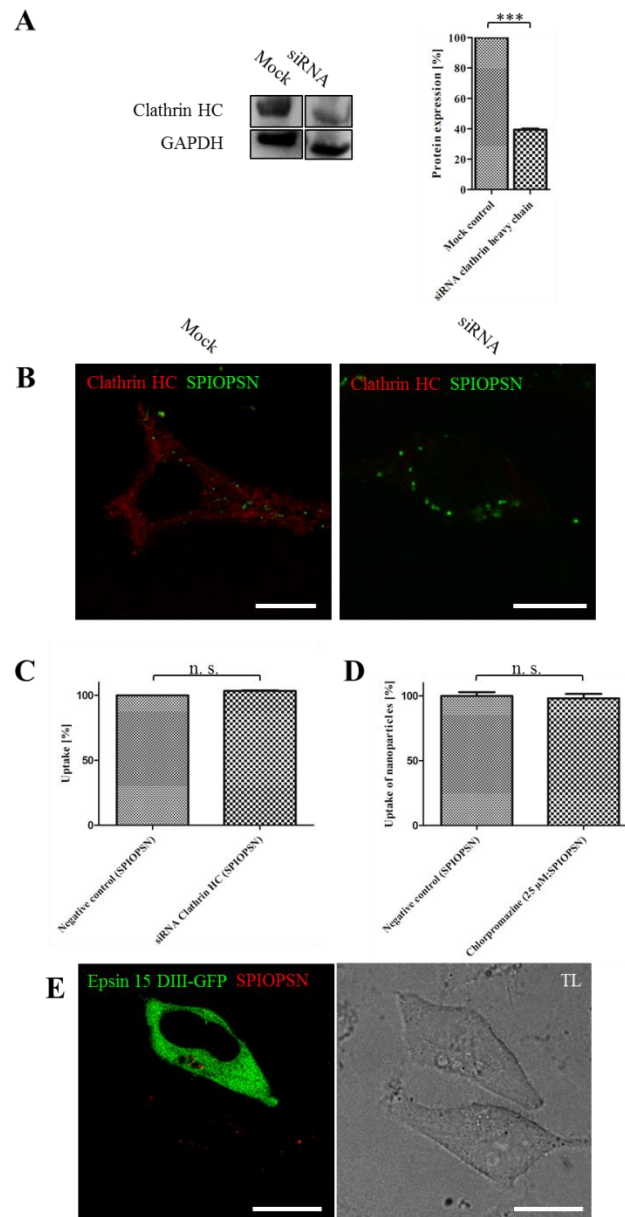 A
Mock
siRNA
Clathrin HC
GAPDH
***
Protein expression [%]
100
80
60
40
20
0
Mock control
siRNA clathrin heavy chain
Mock
siRNA
B
Clathrin HC SPIOPSN
Clathrin HC SPIOPSN
C
n. s.
Uptake [%]
100
50
0
Negative control (SPIOPSN)
siRNA Clathrin HC (SPIOPSN)
D
n. s.
Uptake of nanoparticles [%]
100
50
0
Negative control (SPIOPSN)
Chlorpromazine (25 µM;SPIOPSN)
E
Epsin 15 DIII-GFP SPIOPSN
TL